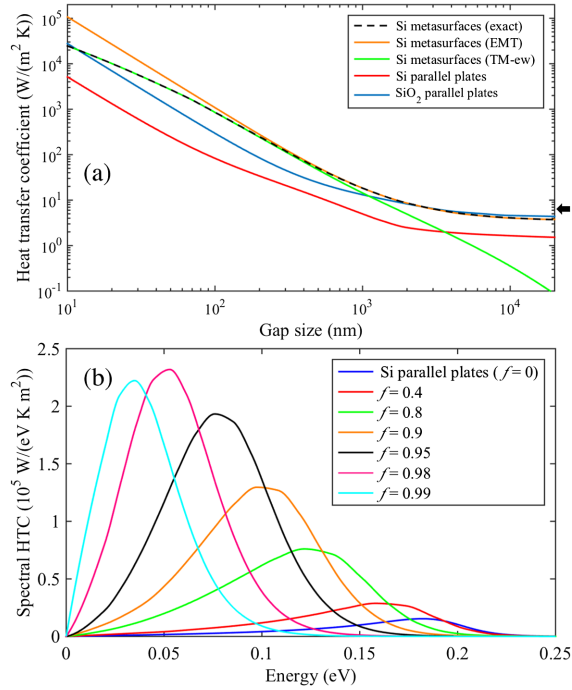 Si metasurfaces (exact)
Si metasurfaces (EMT)
Si metasurfaces (TM-ew)
Si parallel plates
SiO₂ parallel plates
Heat transfer coefficient (W/(m² K))
10⁵
10⁴
10³
10²
10¹
10⁰
10⁻¹
(a)
10¹
10²
10³
10⁴
Gap size (nm)
(b)
Si parallel plates (f = 0)
f = 0.4
f = 0.8
f = 0.9
f = 0.95
f = 0.98
f = 0.99
Spectral HTC (10⁵ W/(eV K m²))
2.5
2
1.5
1
0.5
0
0
0.05
0.1
0.15
0.2
0.25
Energy (eV)